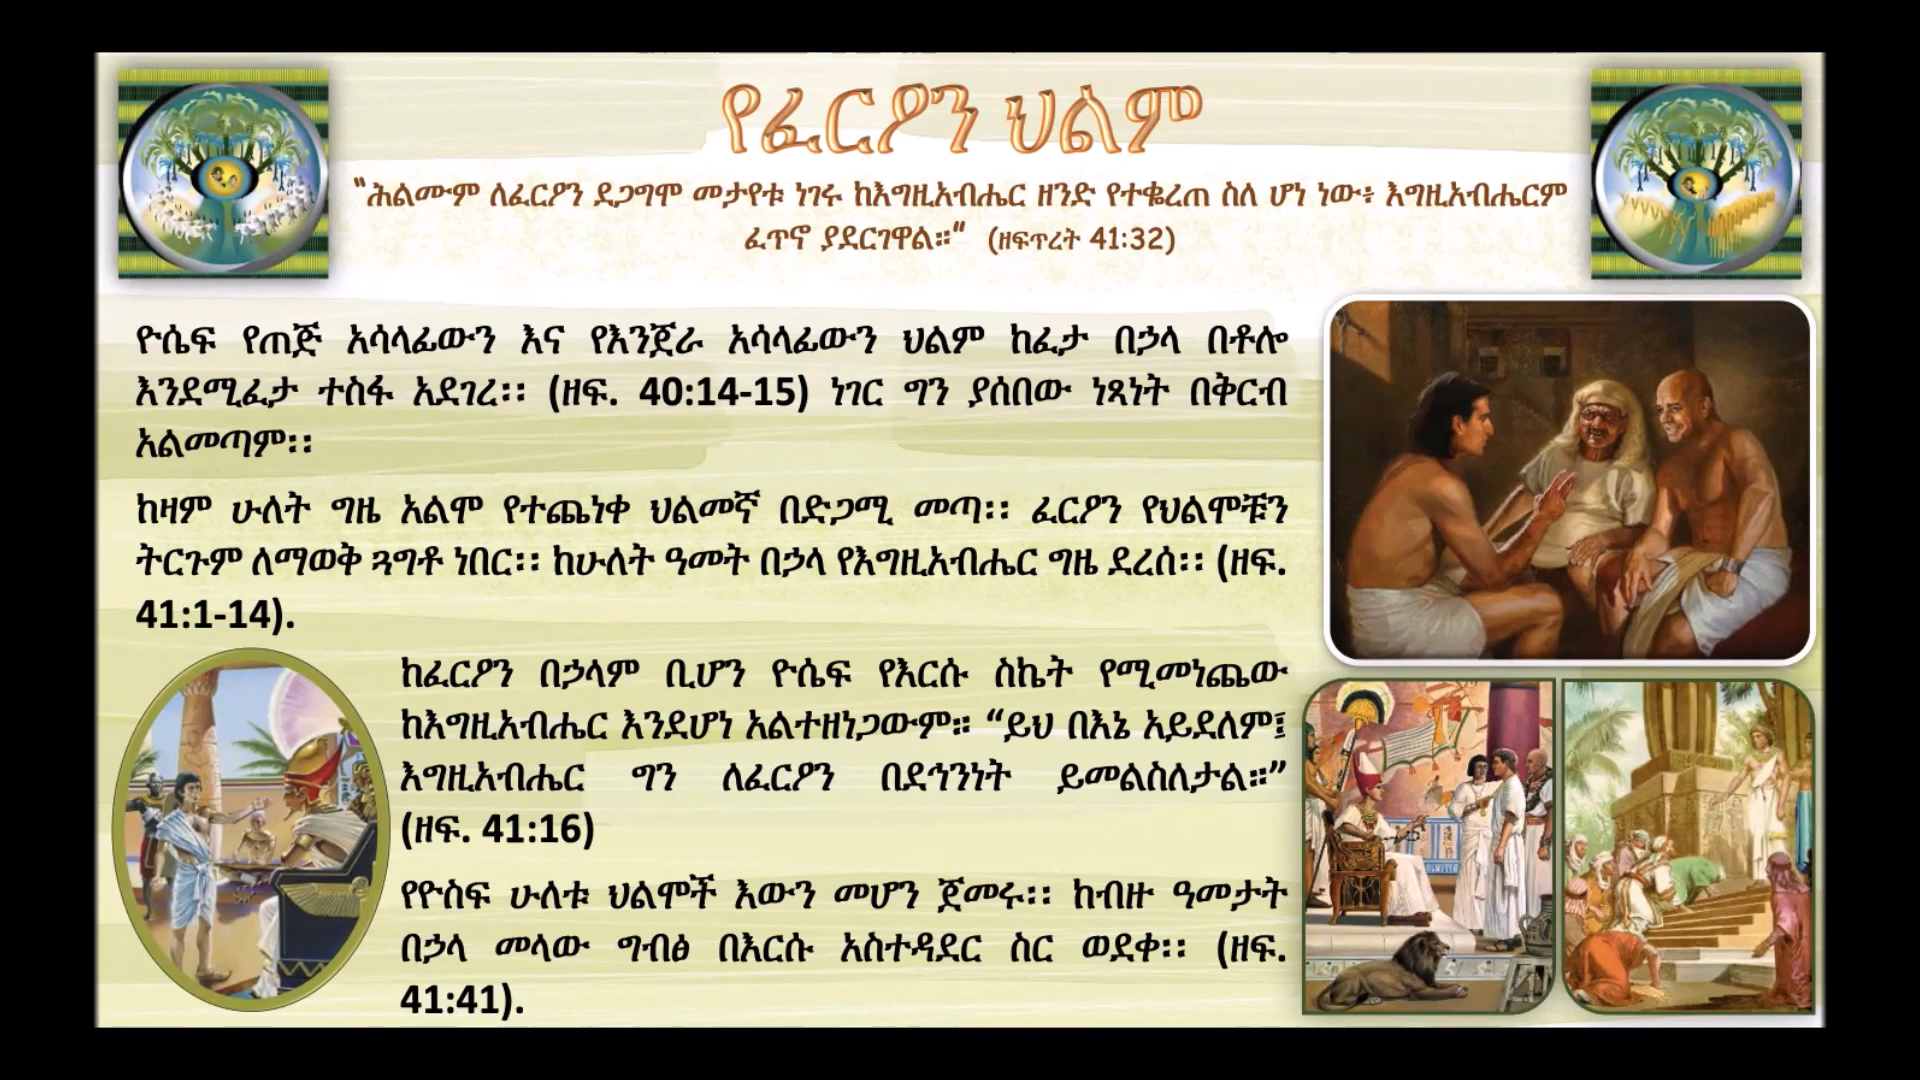 የፈርዖን ህልም
“ሕልሙም ለፈርዖን ደጋግሞ መታየቱ ነገሩ ከእግዚአብሔር ዘንድ የተቈረጠ ስለ ሆነ ነው፥ እግዚአብሔርም
ፈጥኖ ያደርገዋል።” (ዘፍጥረት 41:32)
ዮሴፍ የጠጅ አሳላፊውን እና የእንጀራ አሳላፊውን ህልም ከፈታ በኃላ በቶሎ
እንደሚፈታ ተስፋ አደገረ፡፡ (ዘፍ. 40:14-15) ነገር ግን ያሰበው ነጻነት በቅርብ
አልመጣም፡፡
ከዛም ሁለት ግዜ አልሞ የተጨነቀ ህልመኛ በድጋሚ መጣ፡፡ ፈርዖን የህልሞቹን
ትርጉም ለማወቅ ጓግቶ ነበር፡፡ ከሁለት ዓመት በኃላ የእግዚአብሔር ግዜ ደረሰ፡፡ (ዘፍ.
41:1-14).
ከፈርዖን በኃላም ቢሆን ዮሴፍ የእርሱ ስኬት የሚመነጨው
ከእግዚአብሔር እንደሆነ አልተዘነጋውም። “ይህ በእኔ አይደለም፤
እግዚአብሔር ግን ለፈርዖን በደኅንነት ይመልስለታል።”
(ዘፍ. 41:16)
የዮስፍ ሁለቱ ህልሞች እውን መሆን ጀመሩ፡፡ ከብዙ ዓመታት
በኃላ መላው ግብፅ በእርሱ አስተዳደር ስር ወደቀ፡፡ (ዘፍ.
41:41).